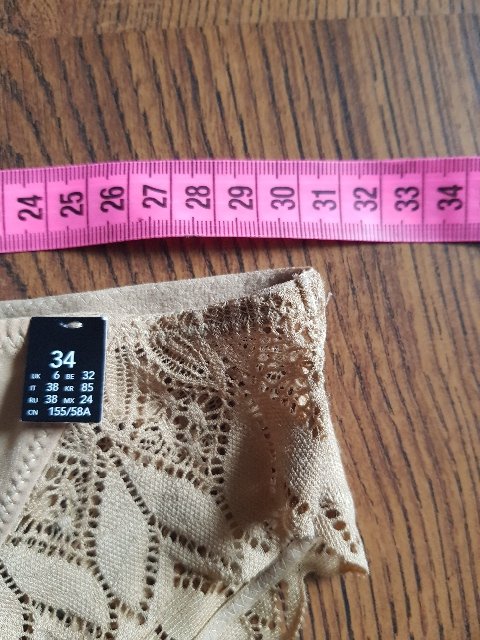 24 25 26 27 28 29 30 31 32 33 34
34
UK 6 BE 32
IT 38 KR 85
RU 38 MX 24
CN 155/58A